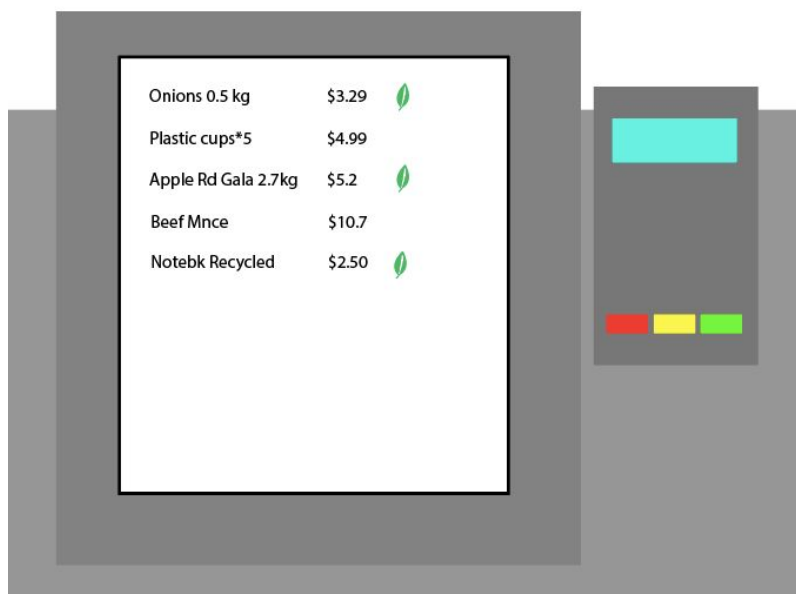 Onions 0.5 kg $3.29
Plastic cups*5 $4.99
Apple Rd Gala 2.7kg $5.2
Beef Mnce $10.7
Notebk Recycled $2.50